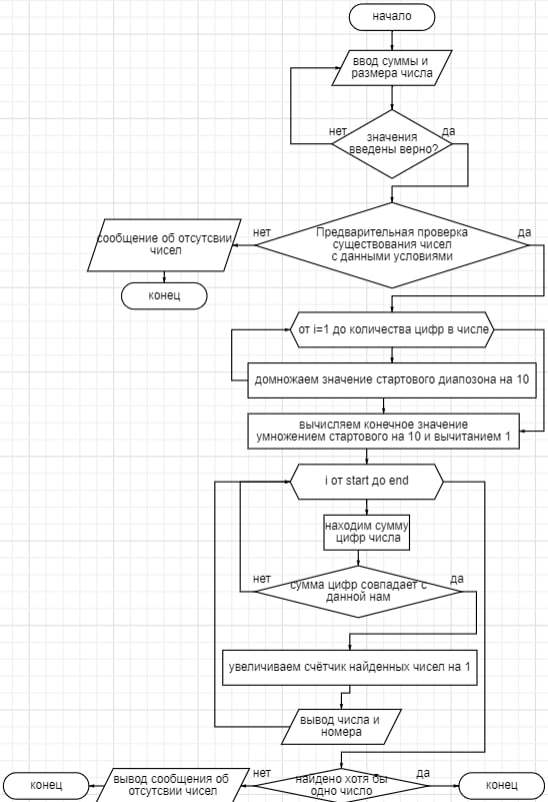 начало
ввод суммы и
размера числа
нет
да
значения
введены верно?
Предварительная проверка
существования чисел
с данными условиями
нет
да
сообщение об отсутсвии
чисел
конец
от i=1 до количества цифр в числе
домножаем значение стартового диапозона на 10
вычисляем конечное значение
умножением стартового на 10 и вычитанием 1
i от start до end
находим сумму
цифр числа
нет
да
сумма цифр совпадает с
данной нам
увеличиваем счётчик найденных чисел на 1
вывод числа и
номера
конец
вывод сообщения об
отсутсвии чисел
нет
найдено хотя бы
одно число
да
конец